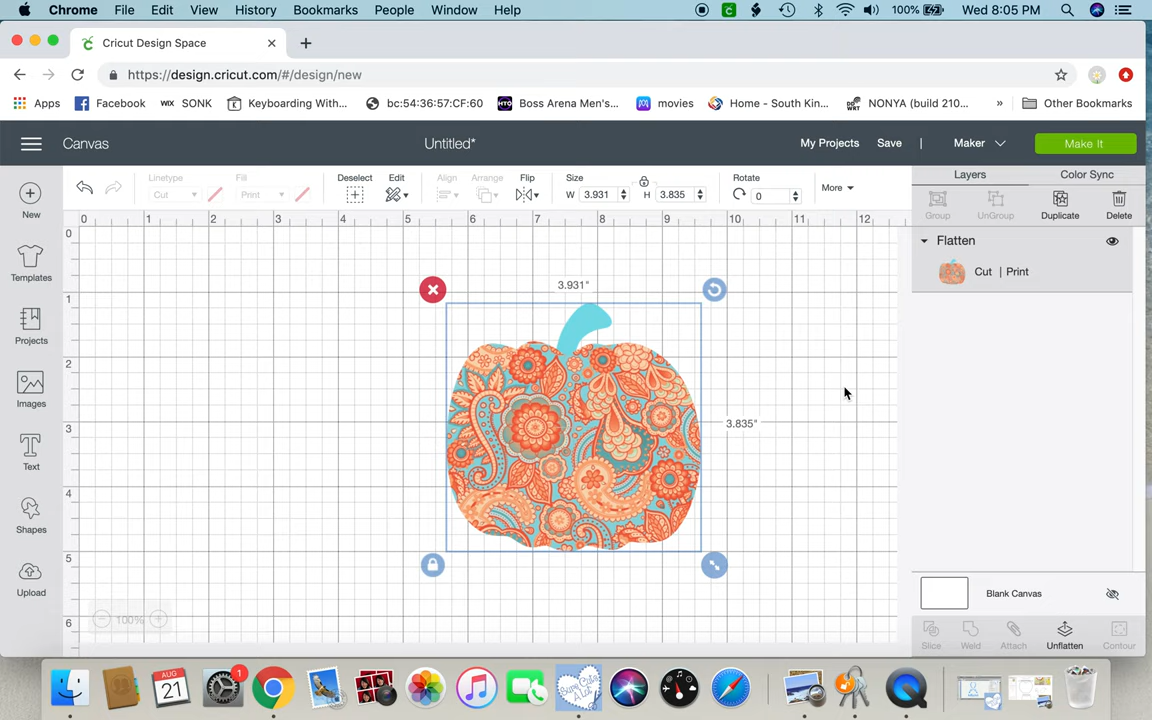 Chrome File Edit View History Bookmarks People Window Help 100% Wed 8:05 PM
Cricut Design Space
https://design.cricut.com/#/design/new
Apps Facebook WIX SONK Keyboarding With... bc:54:36:57:CF:60 Boss Arena Men's... movies Home - South Kin... NONYA (build 210... » Other Bookmarks
Canvas Untitled* My Projects Save | Maker Make It
Linetype Fill Deselect Edit Align Arrange Flip Size Rotate More
Cut Print W 3.931 H 3.835 0
Layers Color Sync
Group UnGroup Duplicate Delete
0 1 2 3 4 5 6 7 8 9 10 11 12
0
1
2
3
4
5
6
New
Templates
Projects
Images
Text
Shapes
Upload
3.931"
3.835"
100%
Flatten
Cut | Print
Blank Canvas
Slice Weld Attach Unflatten Contour
AUG
21
1